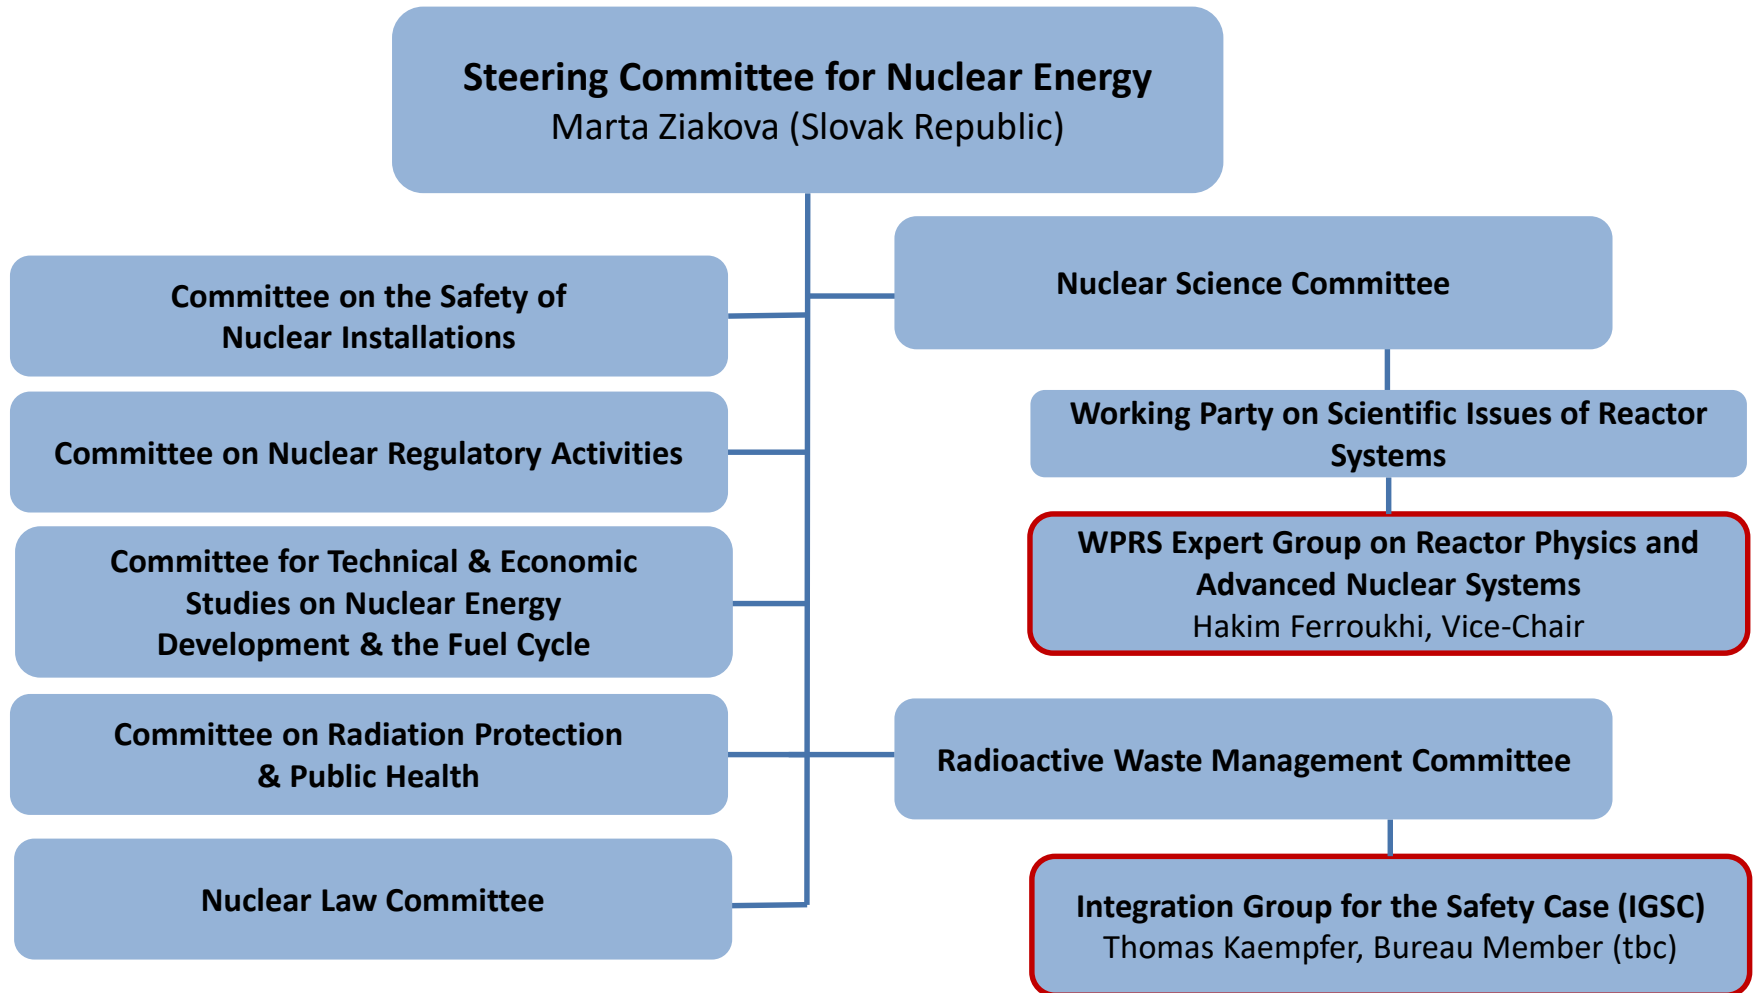 Steering Committee for Nuclear Energy
Marta Ziakova (Slovak Republic)
Committee on the Safety of
Nuclear Installations
Committee on Nuclear Regulatory Activities
Committee for Technical & Economic
Studies on Nuclear Energy
Development & the Fuel Cycle
Committee on Radiation Protection
& Public Health
Nuclear Law Committee
Nuclear Science Committee
Working Party on Scientific Issues of Reactor
Systems
WPRS Expert Group on Reactor Physics and
Advanced Nuclear Systems
Hakim Ferroukhi, Vice-Chair
Radioactive Waste Management Committee
Integration Group for the Safety Case (IGSC)
Thomas Kaempfer, Bureau Member (tbc)